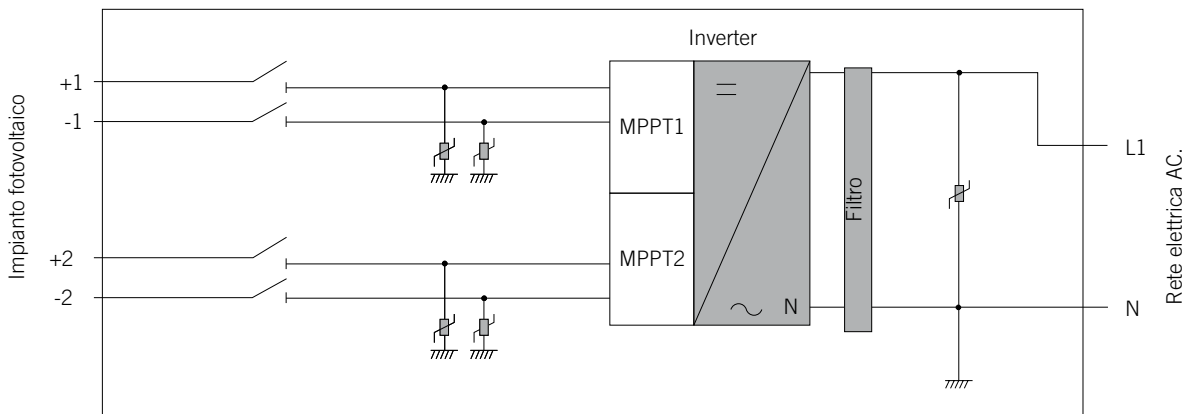 Inverter
Impianto fotovoltaico
+1
-1
+2
-2
MPPT1
MPPT2
N
Filtro
L1
N
Rete elettrica AC.